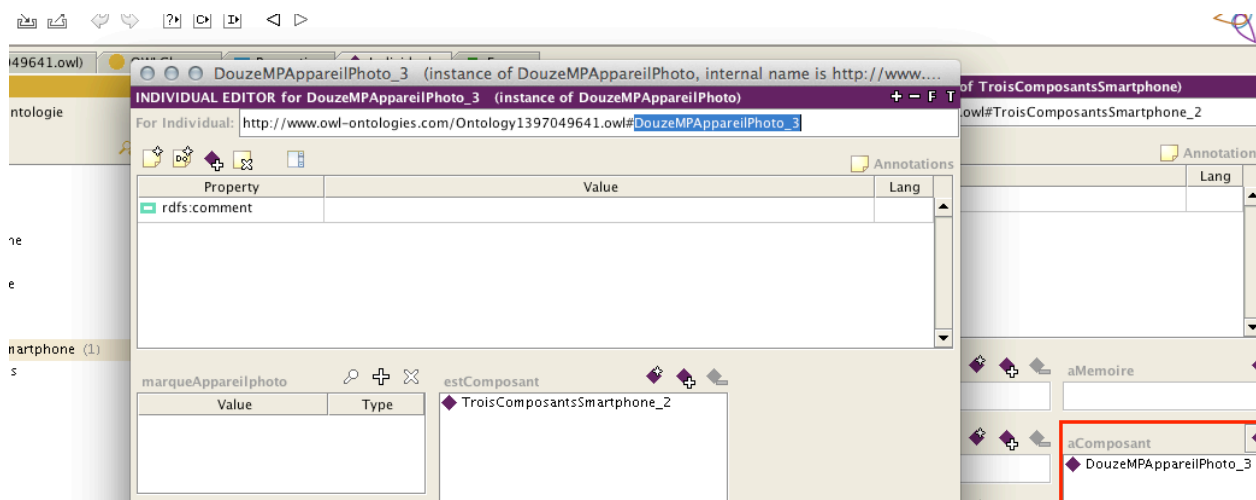 049641.owl)
DouzeMPAppareilPhoto_3 (instance of DouzeMPAppareilPhoto, internal name is http://www....
INDIVIDUAL EDITOR for DouzeMPAppareilPhoto_3 (instance of DouzeMPAppareilPhoto) + − F T
of TroisComposantsSmartphone)
ntologie
For Individual: http://www.owl-ontologies.com/Ontology1397049641.owl#DouzeMPAppareilPhoto_3
.owl#TroisComposantsSmartphone_2
Annotations
Annotation
Property Value Lang
Lang
rdfs:comment
ne
e
martphone (1)
s
marqueAppareilphoto
estComposant
aMemoire
Value Type
TroisComposantsSmartphone_2
aComposant
DouzeMPAppareilPhoto_3